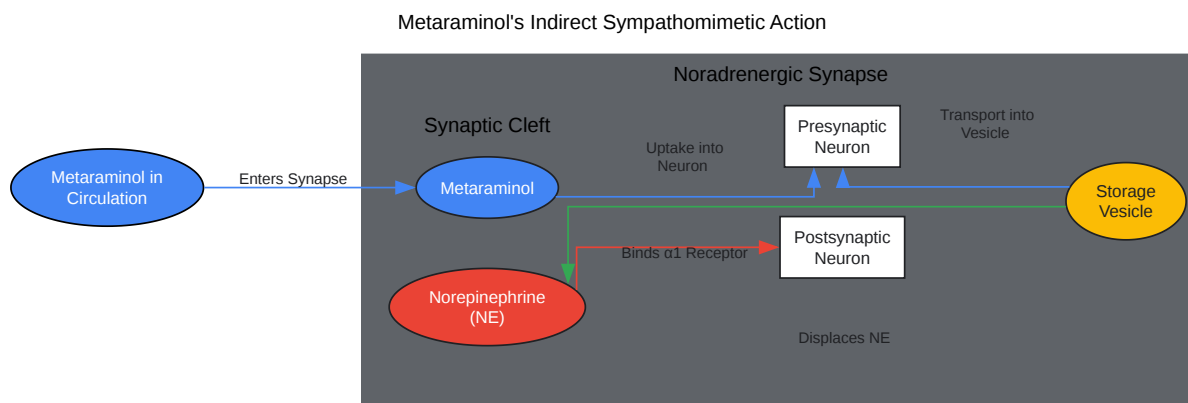 Metaraminol's Indirect Sympathomimetic Action
Noradrenergic Synapse
Synaptic Cleft
Metaraminol in
Circulation
Enters Synapse
Metaraminol
Uptake into
Neuron
Presynaptic
Neuron
Transport into
Vesicle
Storage
Vesicle
Norepinephrine
(NE)
Binds α1 Receptor
Postsynaptic
Neuron
Displaces NE